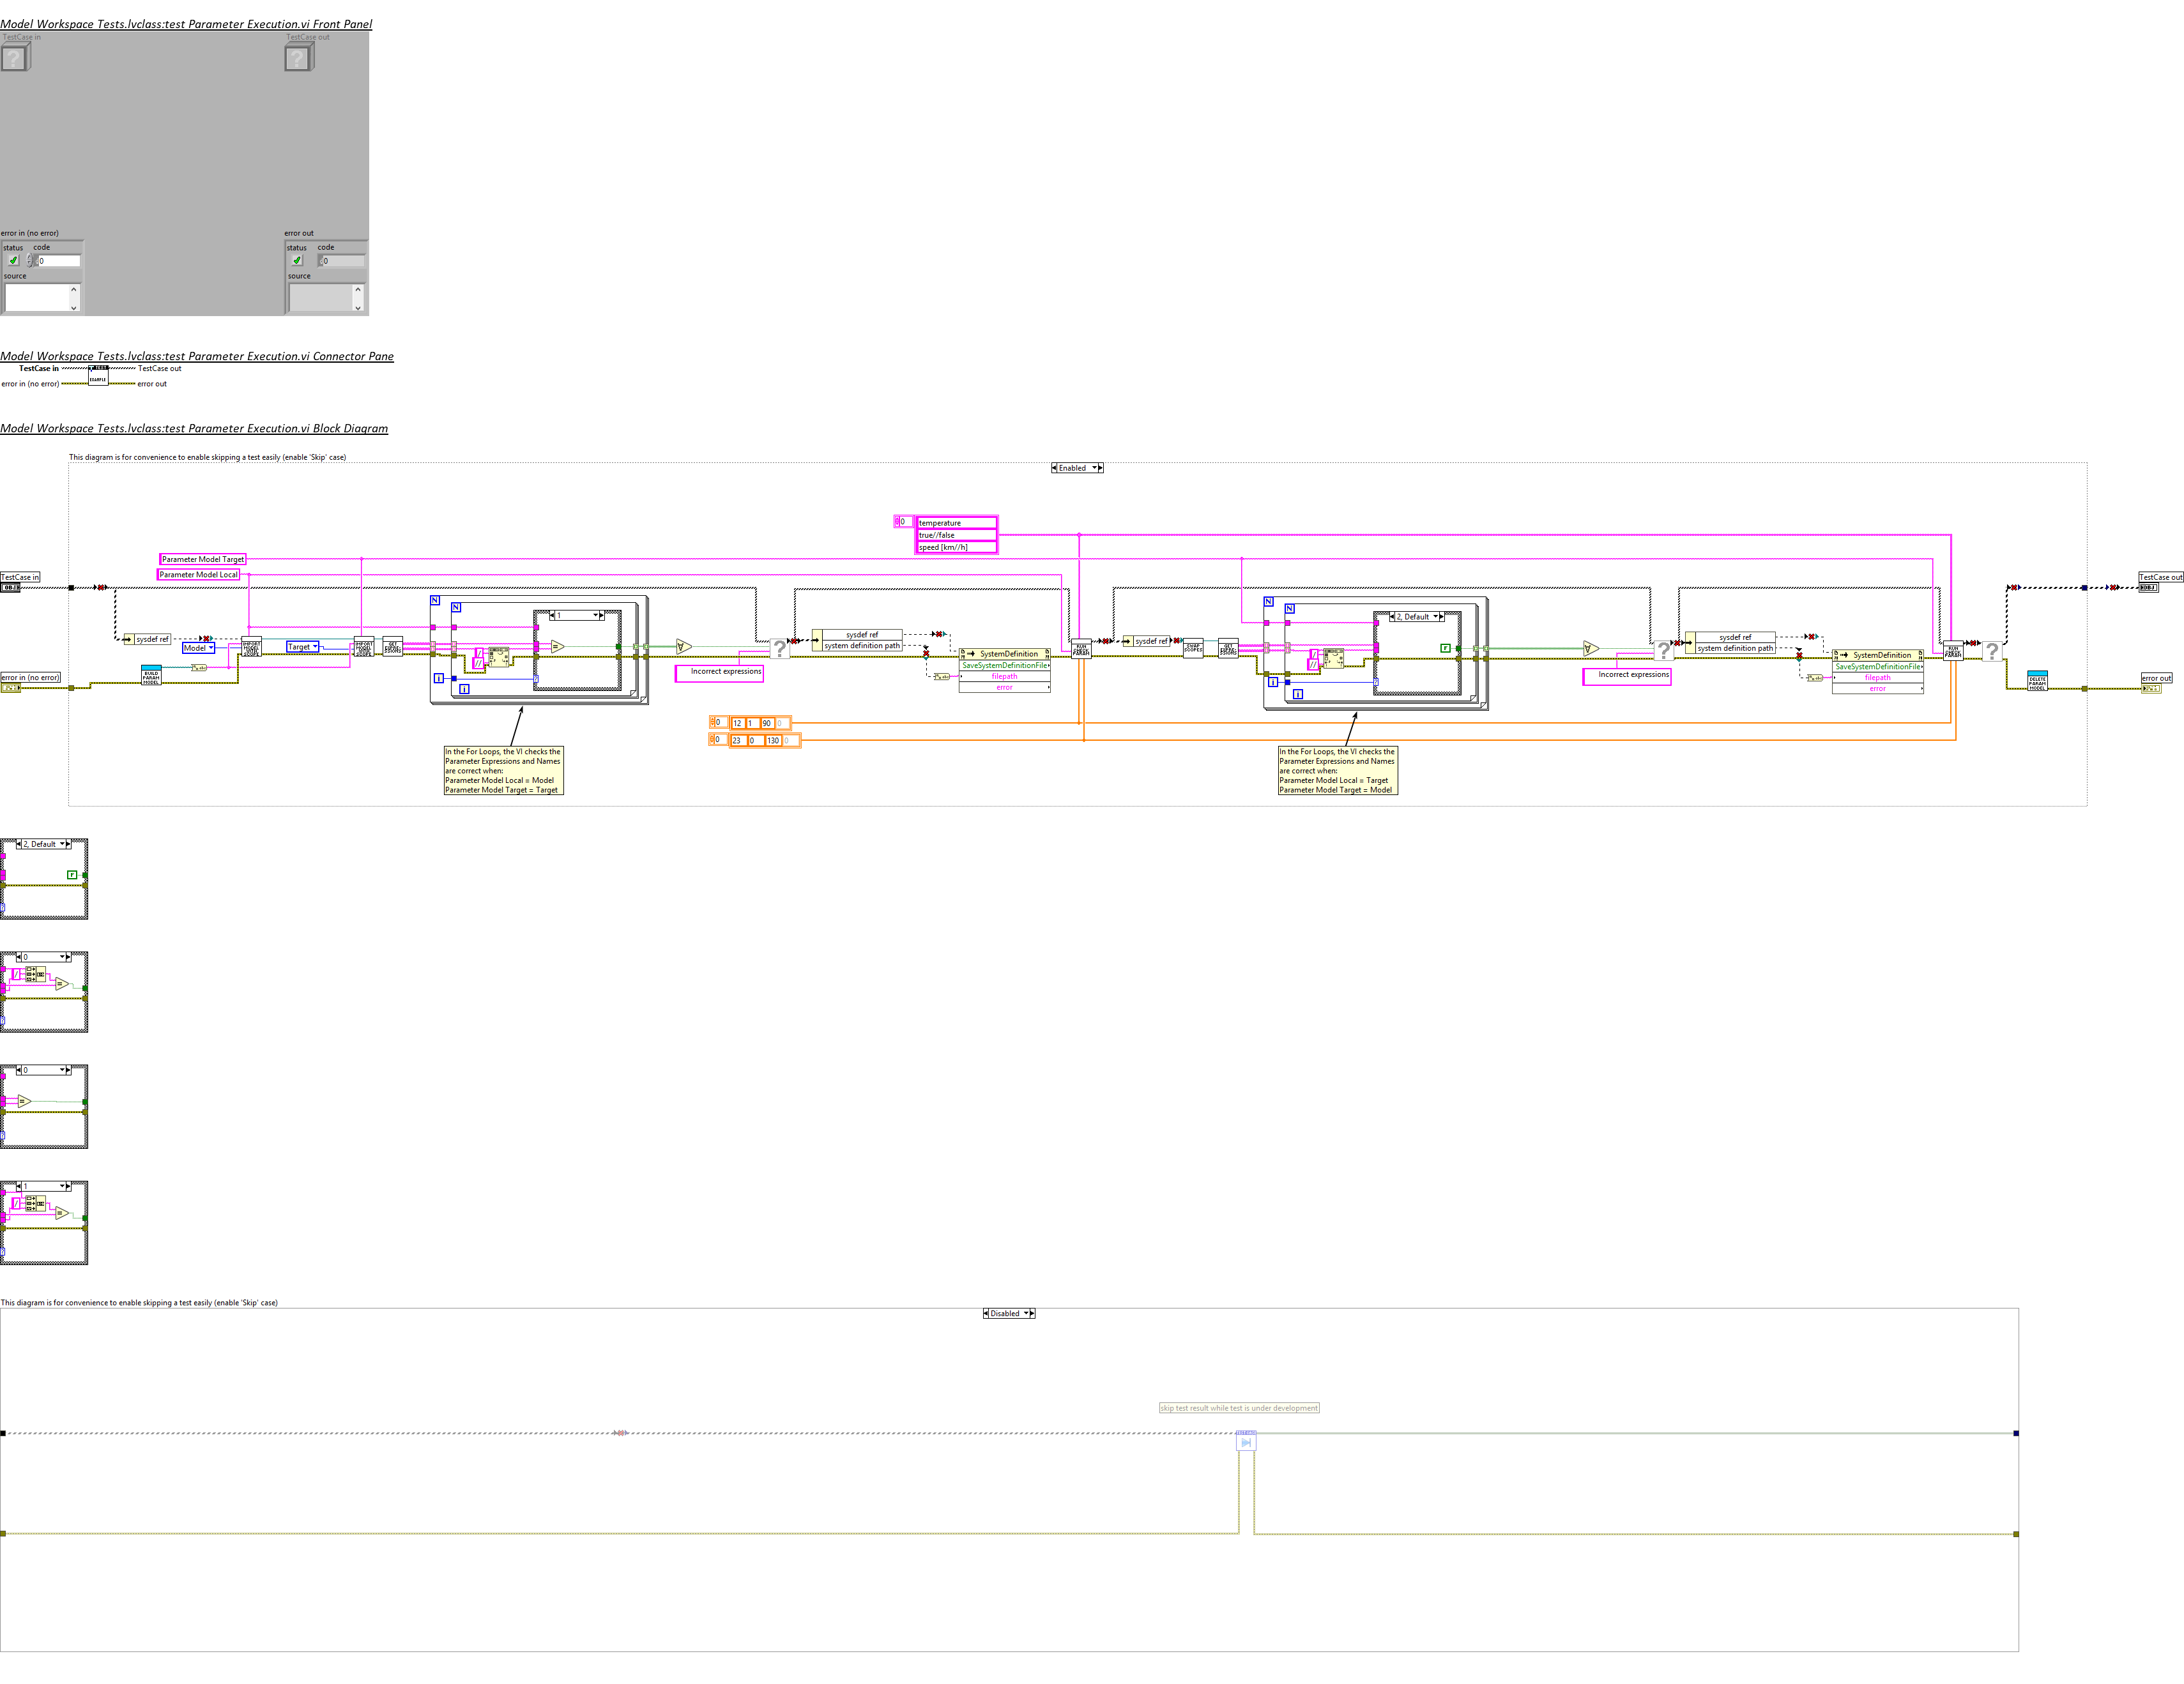 Model Workspace Tests.lvclass:test Parameter Execution.vi Front Panel
TestCase in
TestCase out
error in (no error)
error out
status code
status code
0
0
source
source
Model Workspace Tests.lvclass:test Parameter Execution.vi Connector Pane
TestCase in
TestCase out
error in (no error)
error out
Model Workspace Tests.lvclass:test Parameter Execution.vi Block Diagram
This diagram is for convenience to enable skipping a test easily (enable 'Skip' case)
Enabled
0
temperature
true//false
speed [km//h]
Parameter Model Target
Parameter Model Local
TestCase in
TestCase out
sysdef ref
Model
Target
BUILD PARAM MODEL
error in (no error)
N
N
1
i
i
Incorrect expressions
sysdef ref
system definition path
SystemDefinition
SaveSystemDefinitionFile
filepath
error
sysdef ref
N
N
2, Default
F
i
i
Incorrect expressions
sysdef ref
system definition path
SystemDefinition
SaveSystemDefinitionFile
filepath
error
DELETE PARAM MODEL
error out
0 12 1 90 0
0 23 0 130 0
In the For Loops, the VI checks the
Parameter Expressions and Names
are correct when:
Parameter Model Local = Model
Parameter Model Target = Target
In the For Loops, the VI checks the
Parameter Expressions and Names
are correct when:
Parameter Model Local = Target
Parameter Model Target = Model
2, Default
F
0
0
1
This diagram is for convenience to enable skipping a test easily (enable 'Skip' case)
Disabled
skip test result while test is under development